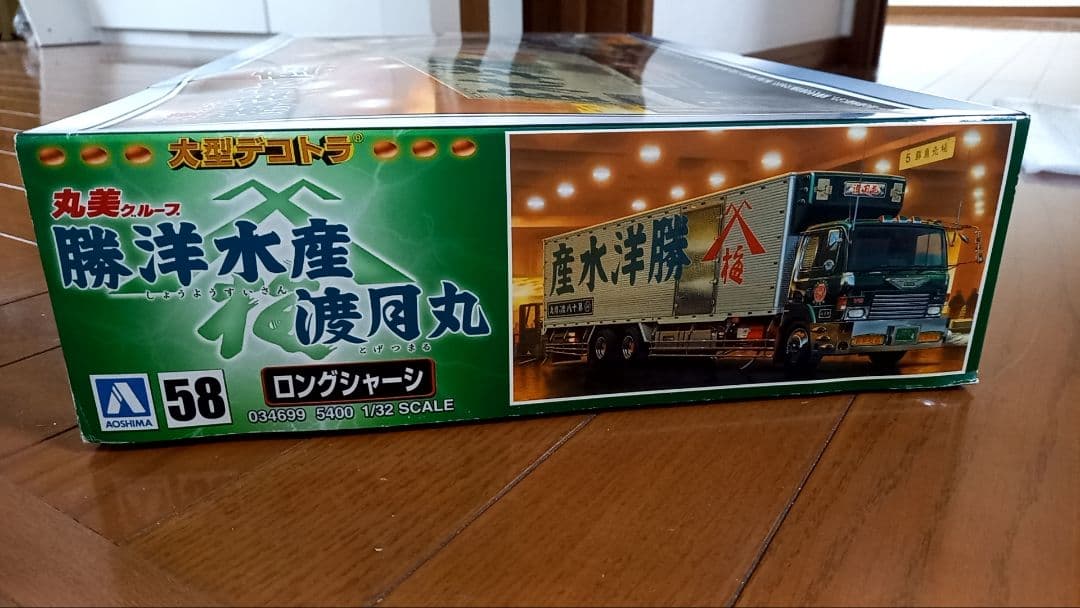 大型デコトラ®
丸美グループ
勝洋水産
しょうようすいさん
渡月丸
とげつまる
ロングシャーシ
AOSHIMA
58
034699 5400 1/32 SCALE
産水洋勝
梅